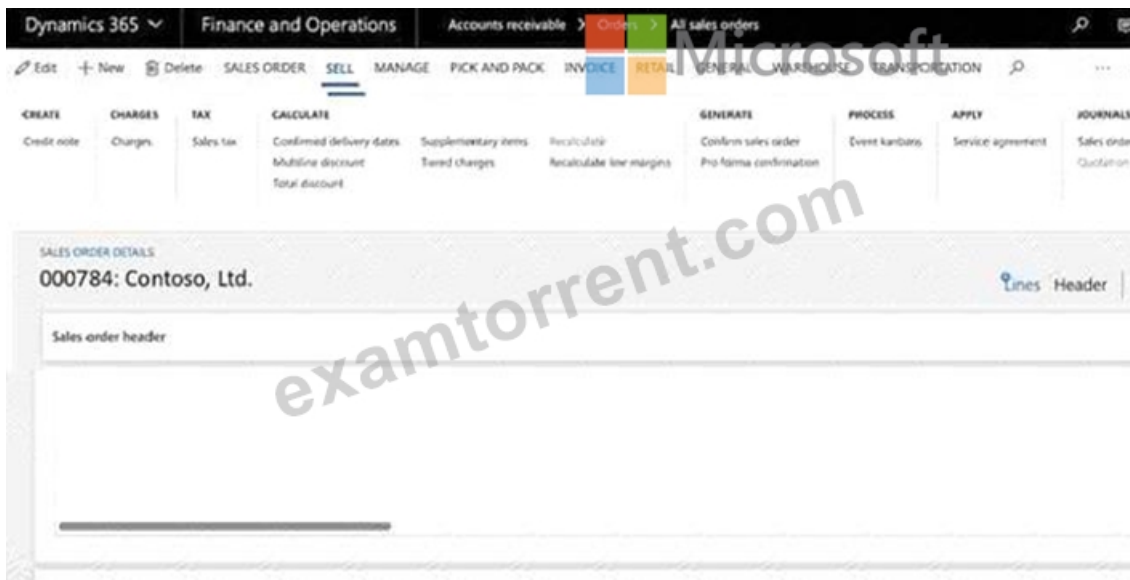 Dynamics 365 Finance and Operations Accounts receivable > Orders > All sales orders
Edit + New Delete SALES ORDER SELL MANAGE PICK AND PACK INVOICE RETAIL GENERAL WAREHOUSE TRANSPORTATION ...
Microsoft
CREATE CHARGES TAX CALCULATE GENERATE PROCESS APPLY JOURNALS
Credit note Charges Sales tax Confirmed delivery dates Supplementary items Recalculate Confirm sales order Event kanbans Service agreement Sales orde
Multiline discount Tiered charges Recalculate line margins Pro forma confirmation Quotation
Total discount
SALES ORDER DETAILS
000784: Contoso, Ltd.
Lines Header
Sales order header
examtorrent.com